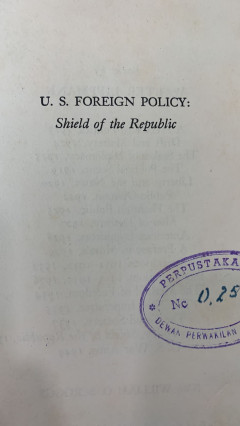 U. S. FOREIGN POLICY:
Shield of the Republic
PERPUSTAKA
No 0,25
DEWAN PERWAKILAN